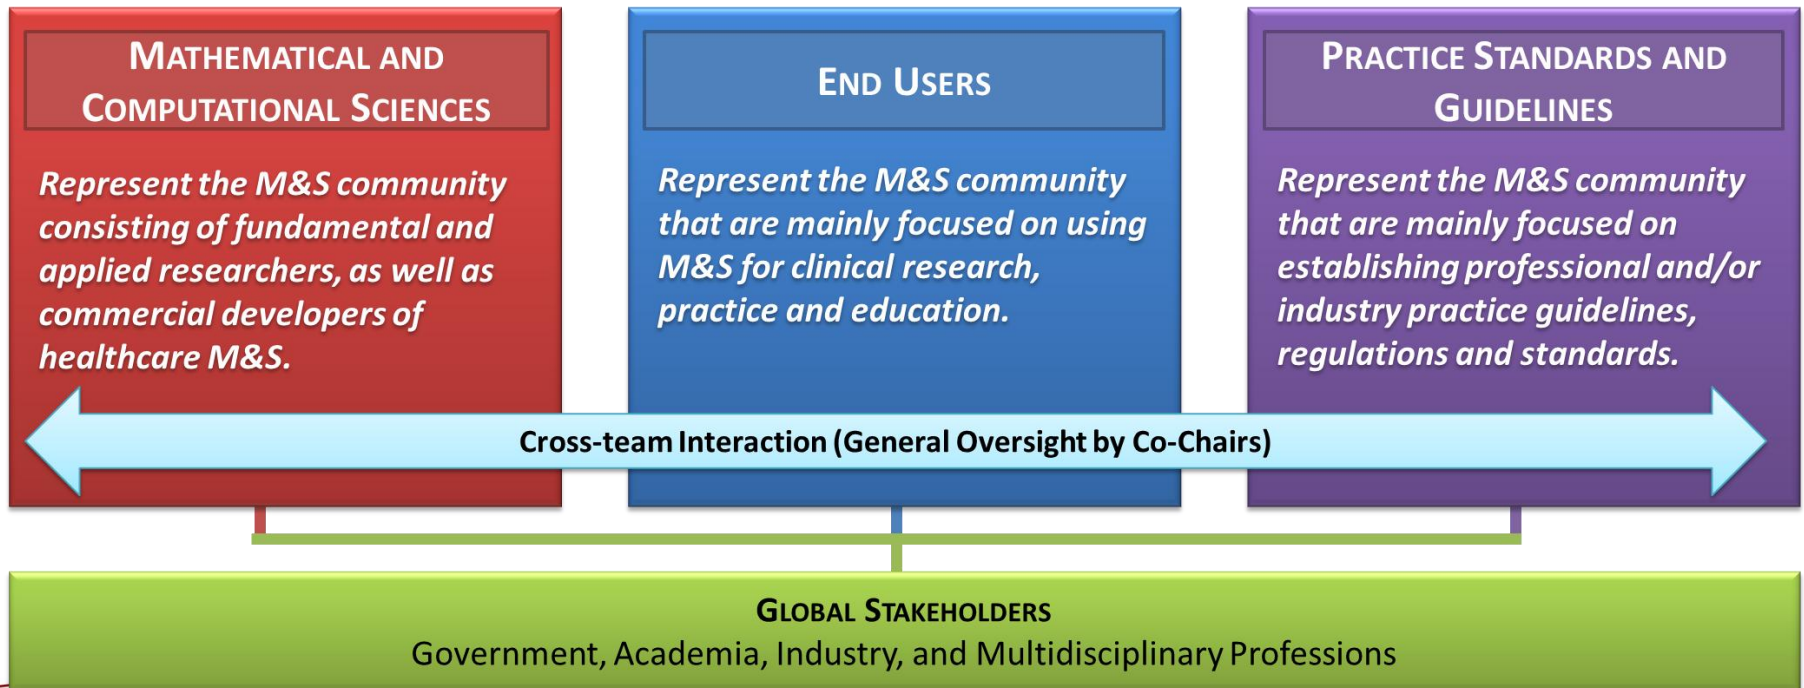 MATHEMATICAL AND
COMPUTATIONAL SCIENCES
Represent the M&S community
consisting of fundamental and
applied researchers, as well as
commercial developers of
healthcare M&S.
END USERS
Represent the M&S community
that are mainly focused on using
M&S for clinical research,
practice and education.
PRACTICE STANDARDS AND
GUIDELINES
Represent the M&S community
that are mainly focused on
establishing professional and/or
industry practice guidelines,
regulations and standards.
Cross-team Interaction (General Oversight by Co-Chairs)
GLOBAL STAKEHOLDERS
Government, Academia, Industry, and Multidisciplinary Professions